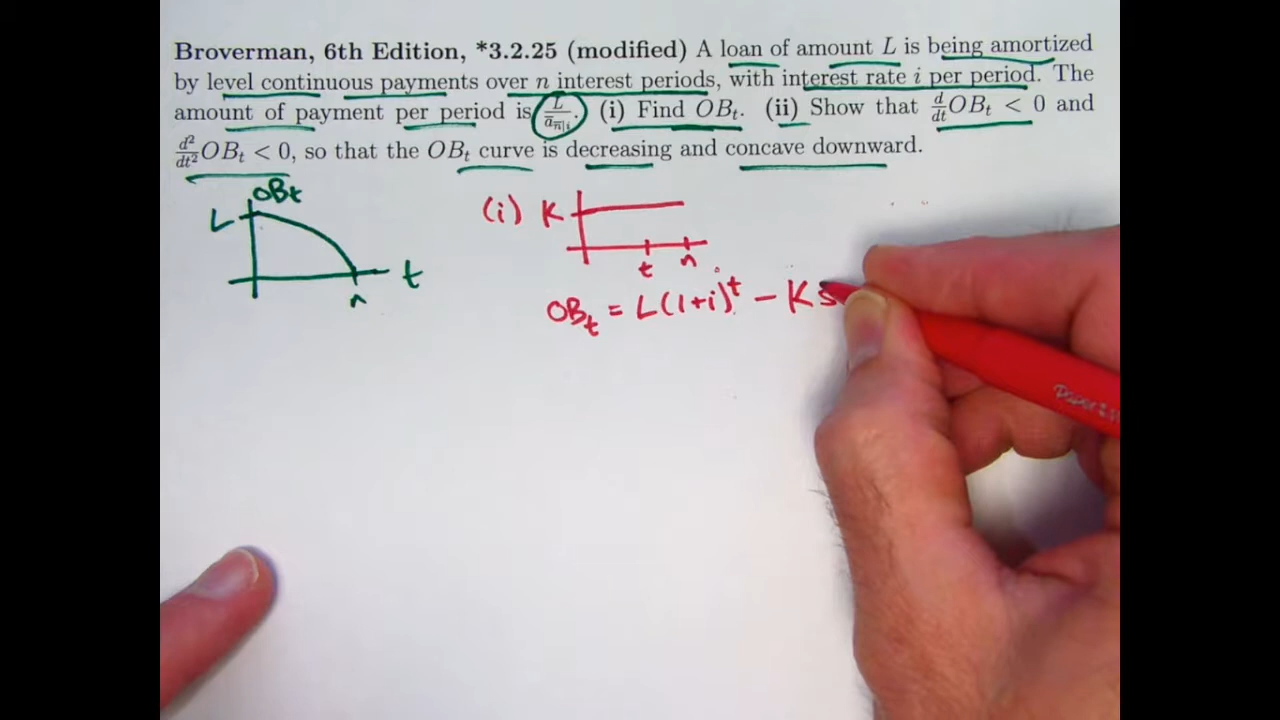 Broverman, 6th Edition, *3.2.25 (modified) A loan of amount L is being amortized
by level continuous payments over n interest periods, with interest rate i per period. The
amount of payment per period is L/a̅_n̅|i. (i) Find OB_t. (ii) Show that d/dt OB_t < 0 and
d²/dt² OB_t < 0, so that the OB_t curve is decreasing and concave downward.
OB_t
L
t
n
(i) K
t n
OB_t = L(1+i)^t − K s